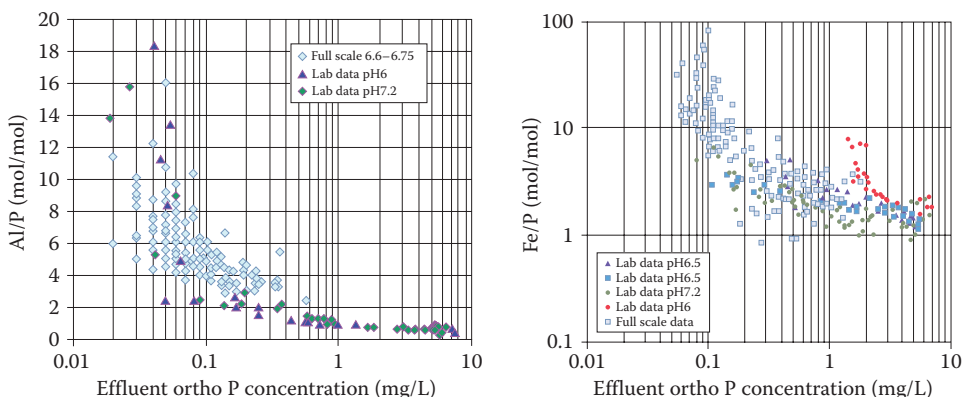 20
18
16
14
12
10
8
6
4
2
0
Al/P (mol/mol)
Full scale 6.6–6.75
Lab data pH6
Lab data pH7.2
0.01
0.1
1
10
Effluent ortho P concentration (mg/L)
100
10
1
0.1
Fe/P (mol/mol)
Lab data pH6.5
Lab data pH6.5
Lab data pH7.2
Lab data pH6
Full scale data
0.01
0.1
1
10
Effluent ortho P concentration (mg/L)